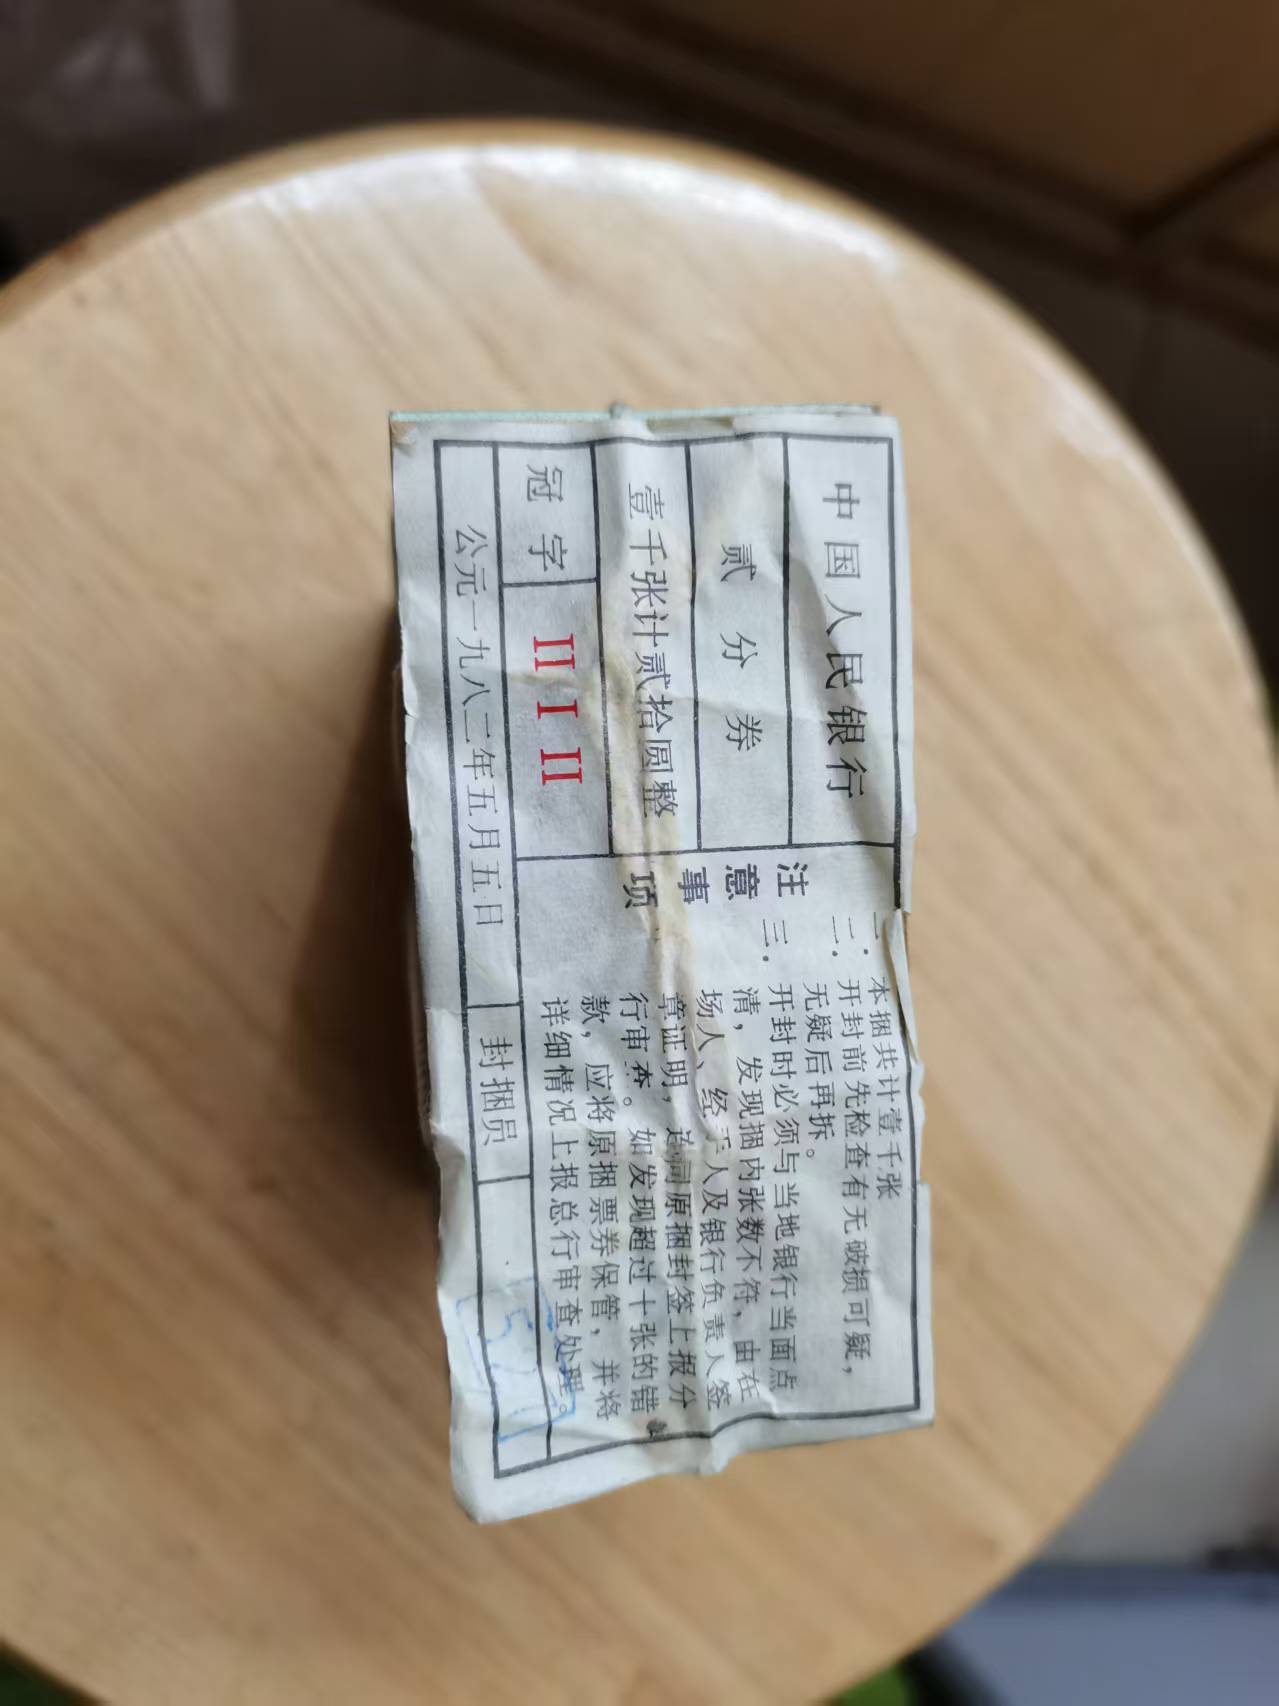 中国人民银行
贰分券
壹千张计贰拾圆整
冠字 II I II
注意事项
一. 本捆共计壹千张
二. 开封前先检查有无破损可疑，
无疑后再拆。
三. 开封时必须与当地银行当面点
清，发现捆内张数不符，由在
场人、经手人及银行负责人签
章证明，连同原捆封签上报分
行审查。如发现超过十张的错
款，应将原捆票券保管，并将
详细情况上报总行审查处理。
公元一九八二年五月五日
封捆员